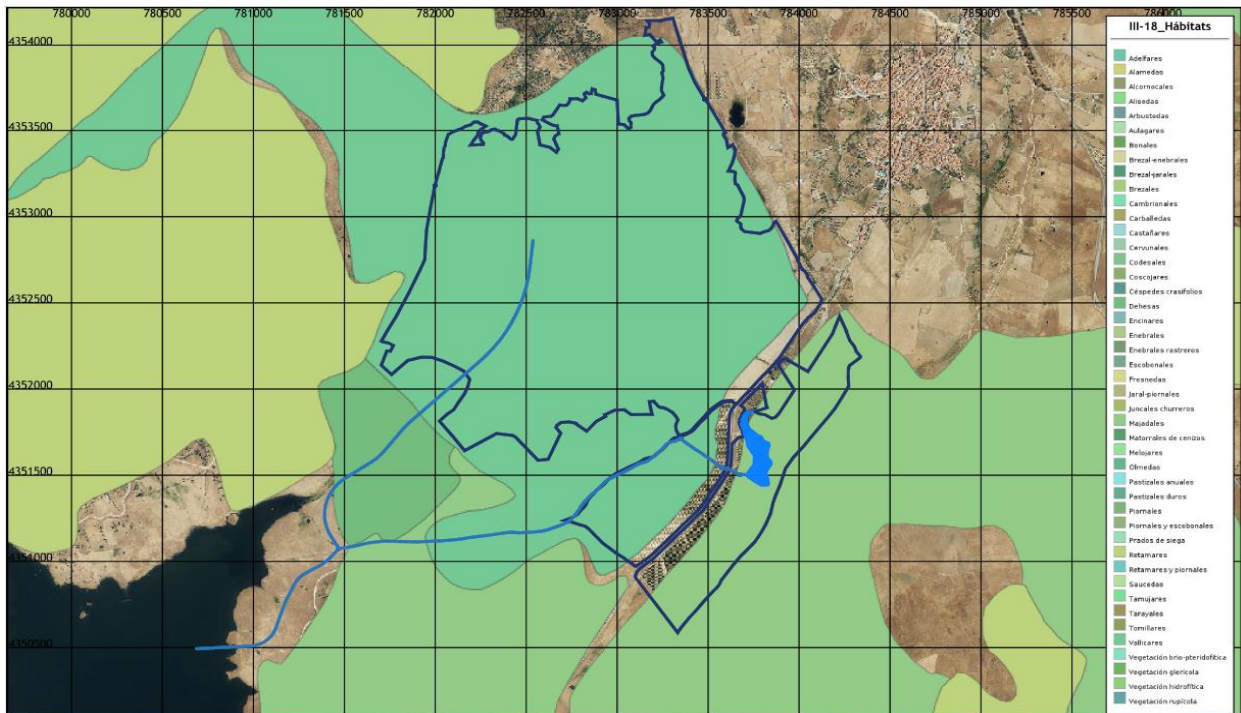 780000 780500 781000 781500 782000 782500 783000 783500 784000 784500 785000 785500 786000
4354000
4353500
4353000
4352500
4352000
4351500
4351000
4350500
III-18_Hábitats
Adelfares
Alamedas
Alcornocales
Alisedas
Arbustedas
Aulagares
Bonales
Brezal-enebrales
Brezal-jarales
Brezales
Cambrionales
Carballedas
Castañares
Cervunales
Codesales
Coscojares
Céspedes crasifolios
Dehesas
Encinares
Enebrales
Enebrales rastreros
Escobonales
Fresnedas
Jaral-piornales
Juncales churreros
Majadales
Matorrales de cenizos
Melojares
Olmedas
Pastizales anuales
Pastizales duros
Piornales
Piornales y escobonales
Prados de siega
Retamares
Retamares y piornales
Saucedas
Tamujares
Tarayales
Tomillares
Vallicares
Vegetación brio-pteridofítica
Vegetación glerícola
Vegetación hidrofítica
Vegetación rupícola